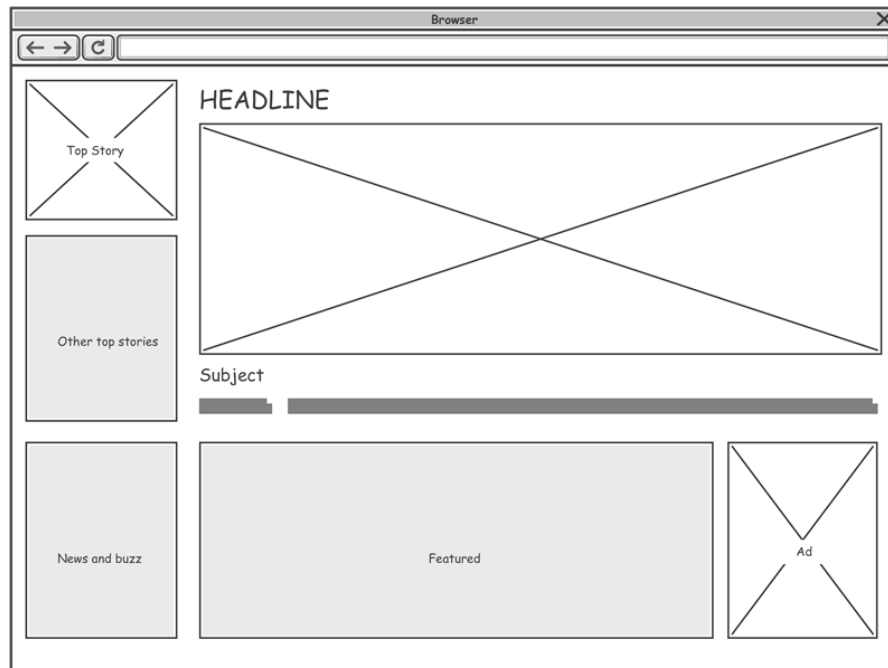 Browser
HEADLINE
Top Story
Other top stories
Subject
News and buzz
Featured
Ad